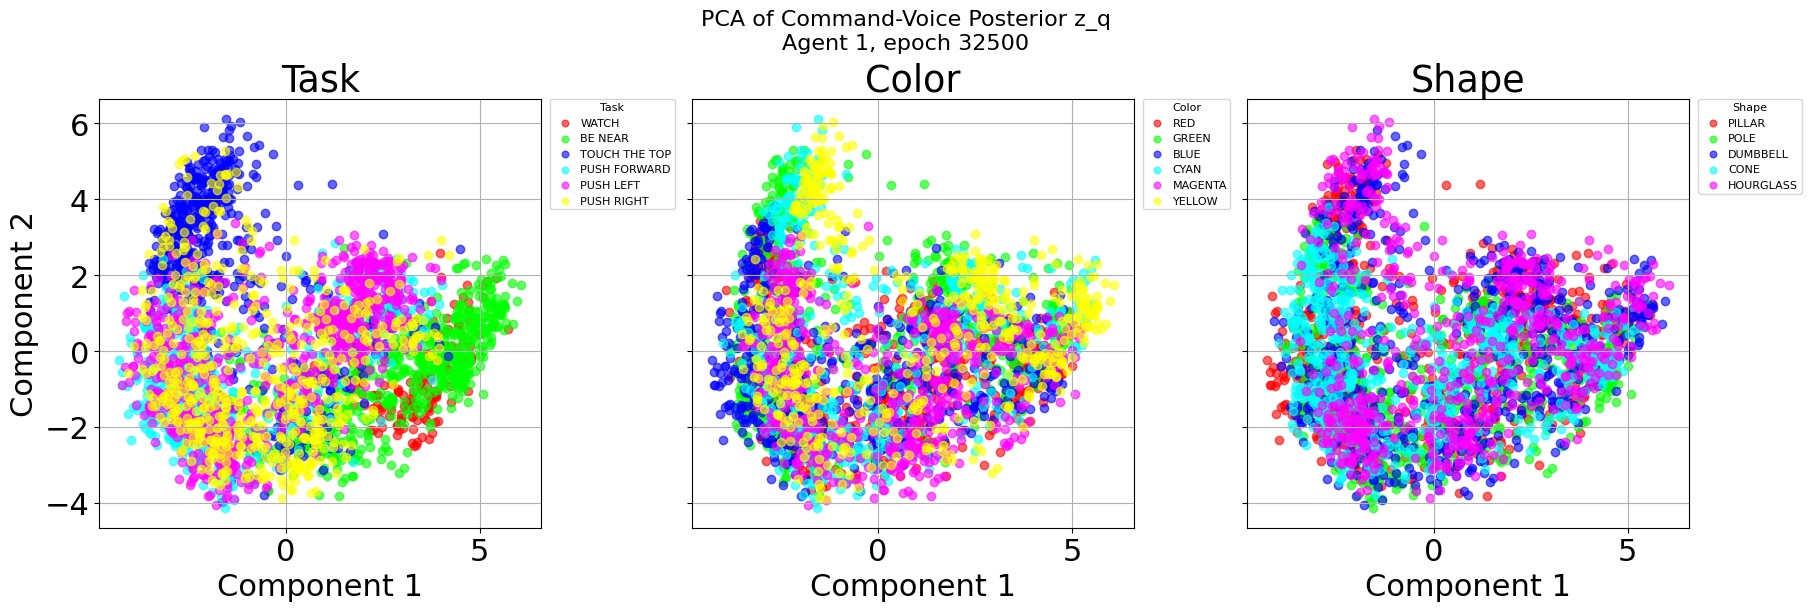 PCA of Command-Voice Posterior z_q
Agent 1, epoch 32500
Task
Component 2
6
4
2
0
−2
−4
0
5
Component 1
Task
WATCH
BE NEAR
TOUCH THE TOP
PUSH FORWARD
PUSH LEFT
PUSH RIGHT
Color
0
5
Component 1
Color
RED
GREEN
BLUE
CYAN
MAGENTA
YELLOW
Shape
0
5
Component 1
Shape
PILLAR
POLE
DUMBBELL
CONE
HOURGLASS